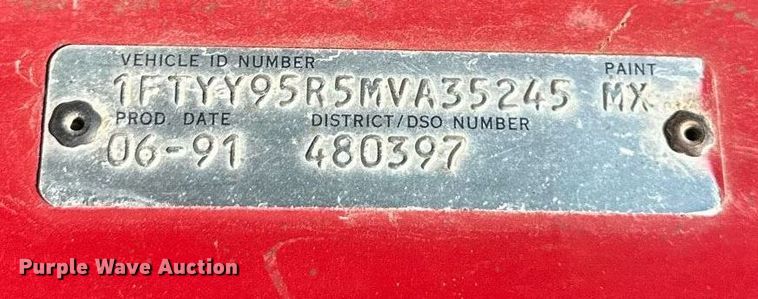 VEHICLE ID NUMBER PAINT
1FTYY95R5MVA35245 MX
PROD. DATE DISTRICT/DSO NUMBER
06-91 480397
Purple Wave Auction